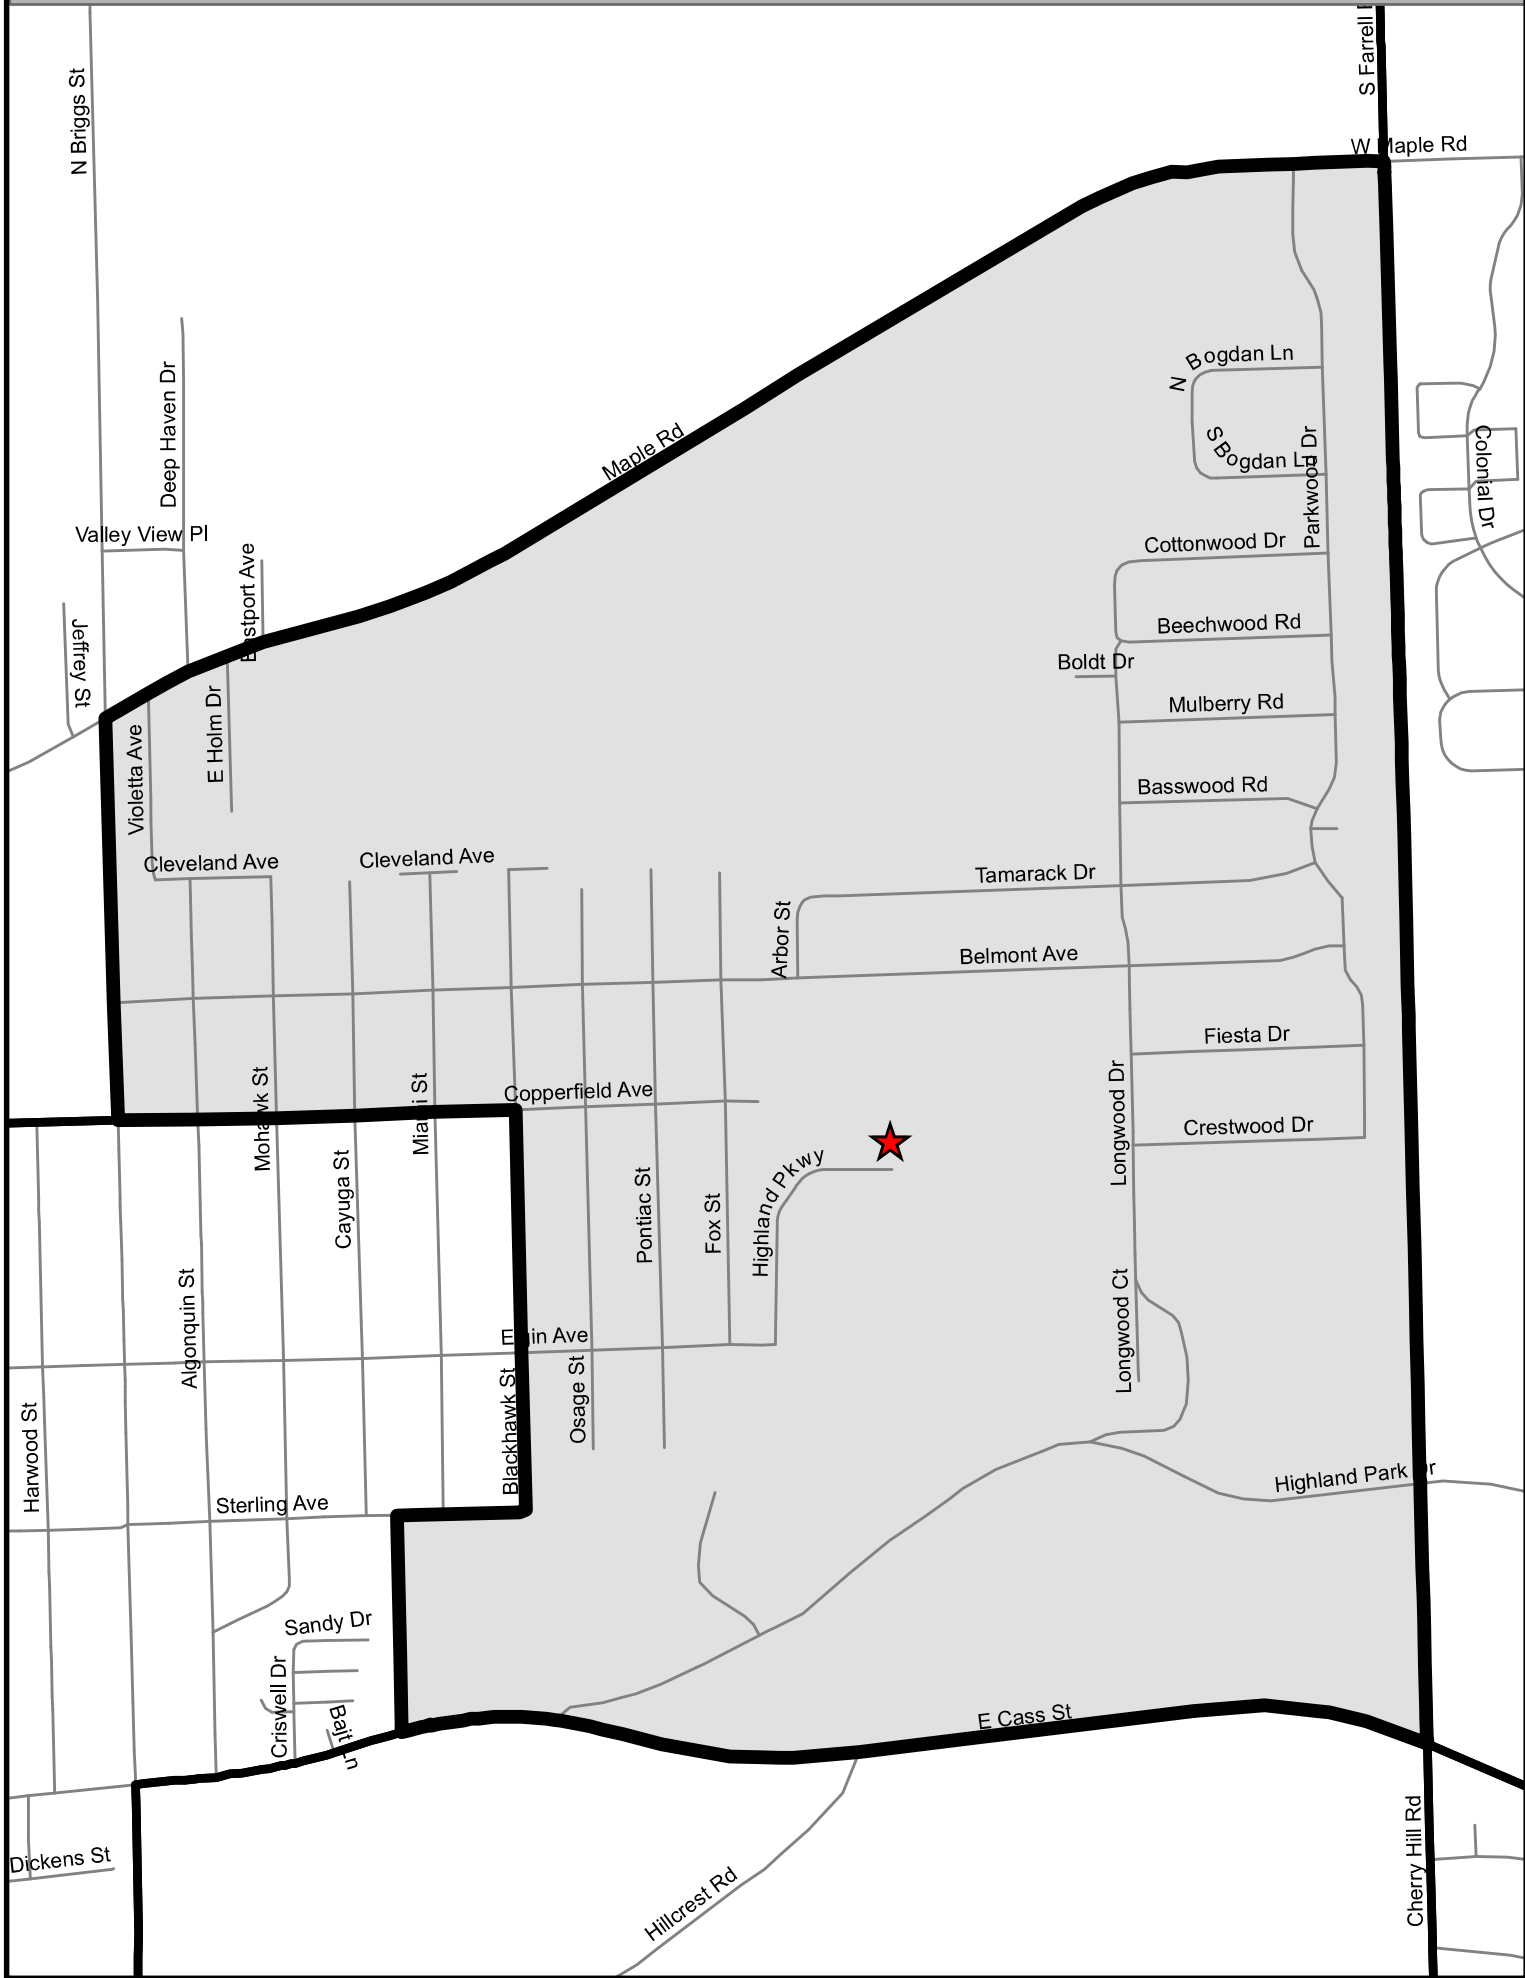 S Farrell
N Briggs St
W Maple Rd
N Bogdan Ln
Deep Haven Dr
Maple Rd
S Bogdan Ln
Parkwood Dr
Colonial Dr
Valley View Pl
Cottonwood Dr
Eastport Ave
Jeffrey St
Beechwood Rd
Boldt Dr
E Holm Dr
Mulberry Rd
Violetta Ave
Basswood Rd
Cleveland Ave
Cleveland Ave
Tamarack Dr
Arbor St
Belmont Ave
Fiesta Dr
Mohawk St
Miami St
Copperfield Ave
Longwood Dr
Crestwood Dr
Cayuga St
Pontiac St
Fox St
Highland Pkwy
Algonquin St
Elgin Ave
Longwood Ct
Harwood St
Blackhawk St
Osage St
Sterling Ave
Highland Park Dr
Sandy Dr
Criswell Dr
Bajt Ln
E Cass St
Dickens St
Hillcrest Rd
Cherry Hill Rd